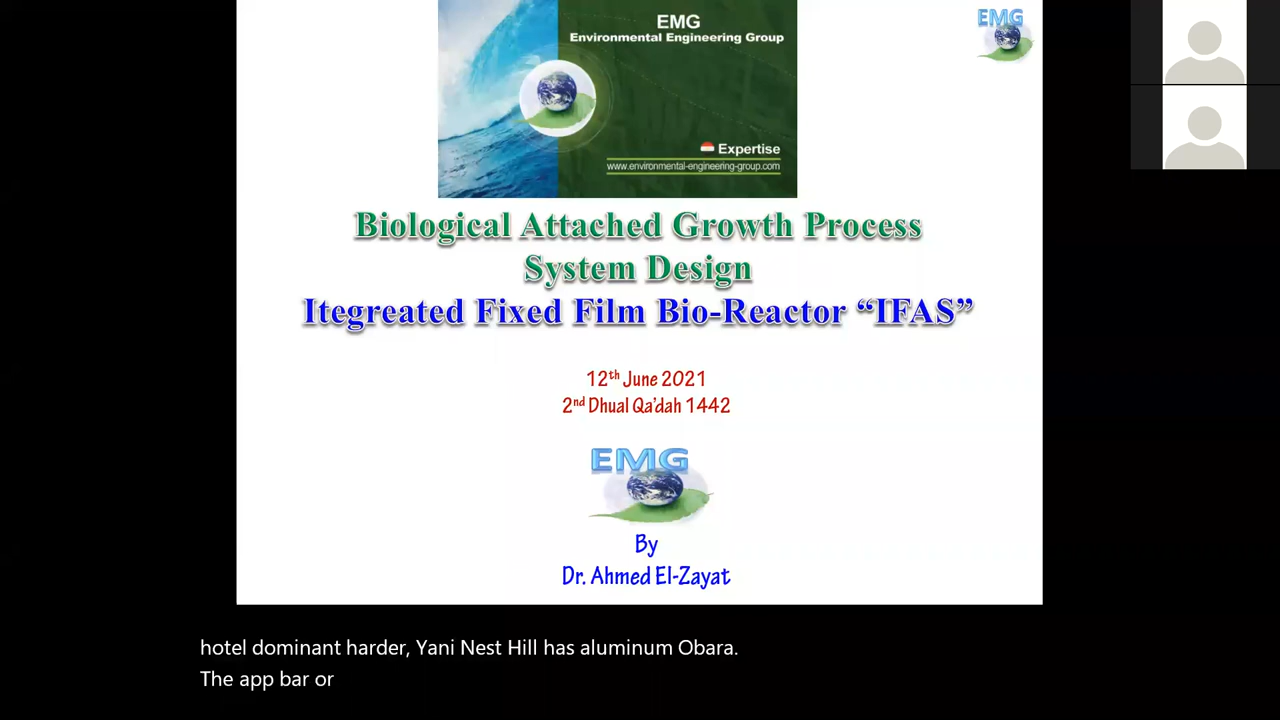 EMG
Environmental Engineering Group
EMG
Expertise
www.environmental-engineering-group.com
Biological Attached Growth Process
System Design
Itegreated Fixed Film Bio-Reactor “IFAS”
12th June 2021
2nd Dhual Qa’dah 1442
EMG
By
Dr. Ahmed El-Zayat
hotel dominant harder, Yani Nest Hill has aluminum Obara.
The app bar or